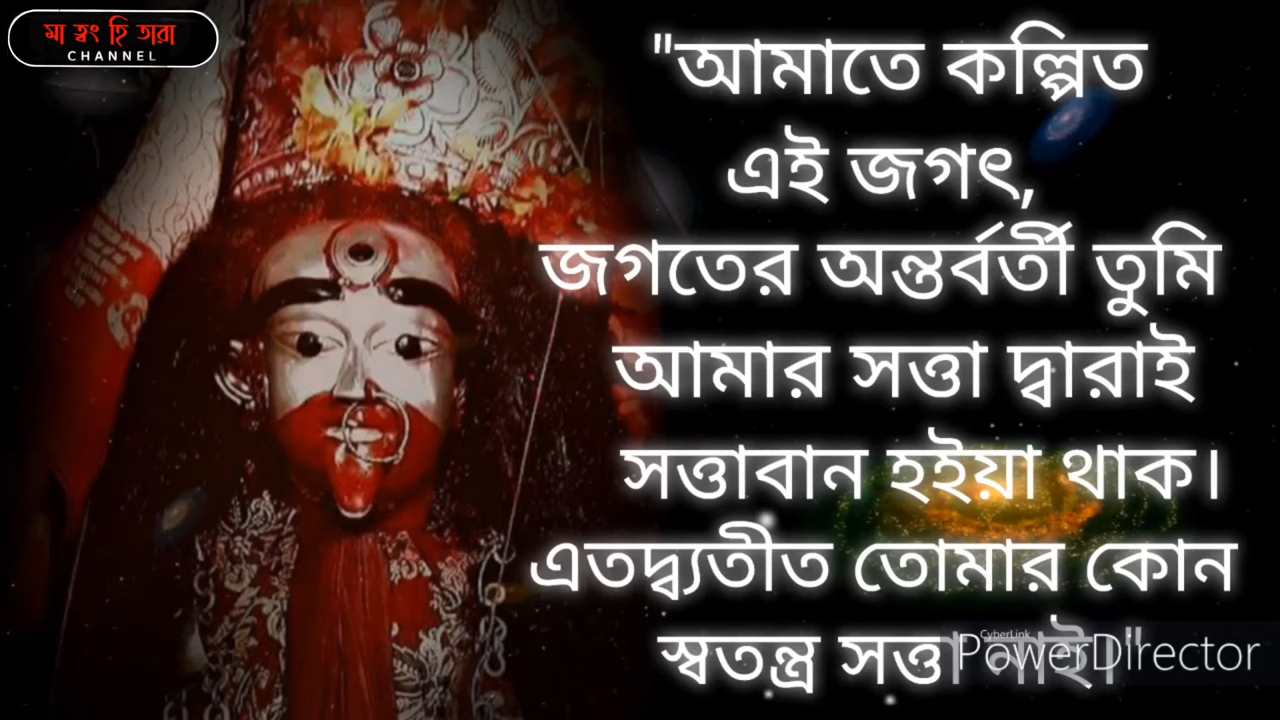 মা ত্বং হি তারা
CHANNEL
"আমাতে কল্পিত
এই জগৎ,
জগতের অন্তর্বর্তী তুমি
আমার সত্তা দ্বারাই
সত্তাবান হইয়া থাক।
এতদ্ব্যতীত তোমার কোন
স্বতন্ত্র সত্তা নাই।"
CyberLink
PowerDirector